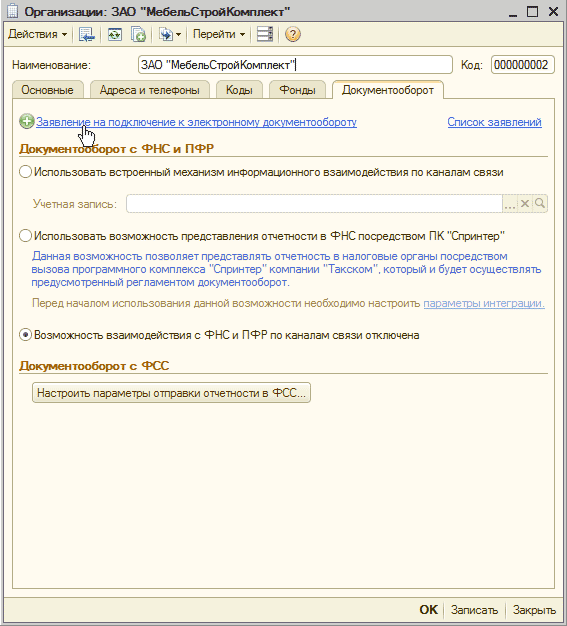 Организации: ЗАО "МебельСтройКомплект"
Действия Перейти ?
Наименование: ЗАО "МебельСтройКомплект" Код: 000000002
Основные Адреса и телефоны Коды Фонды Документооборот
Заявление на подключение к электронному документообороту Список заявлений
Документооборот с ФНС и ПФР
Использовать встроенный механизм информационного взаимодействия по каналам связи
Учетная запись: ...
Использовать возможность представления отчетности в ФНС посредством ПК "Спринтер"
Данная возможность позволяет представлять отчетность в налоговые органы посредством
вызова программного комплекса "Спринтер" компании "Такском", который и будет осуществлять
предусмотренный регламентом документооборот.
Перед началом использования данной возможности необходимо настроить параметры интеграции.
Возможность взаимодействия с ФНС и ПФР по каналам связи отключена
Документооборот с ФСС
Настроить параметры отправки отчетности в ФСС...
OK Записать Закрыть